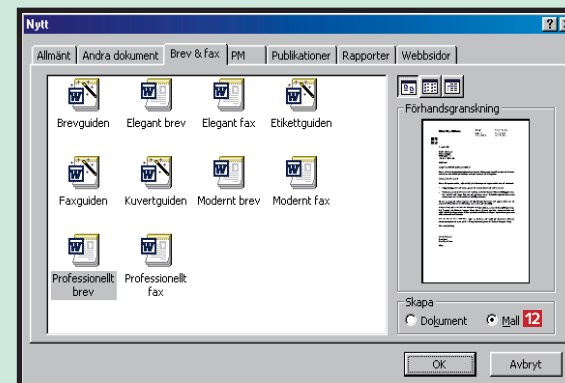 Nytt
Allmänt Andra dokument Brev & fax PM Publikationer Rapporter Webbsidor
Brevguiden Elegant brev Elegant fax Etikettguiden
Förhandsgranskning
Faxguiden Kuvertguiden Modernt brev Modernt fax
Professionellt brev
Professionellt fax
Skapa
Dokument Mall 12
OK Avbryt